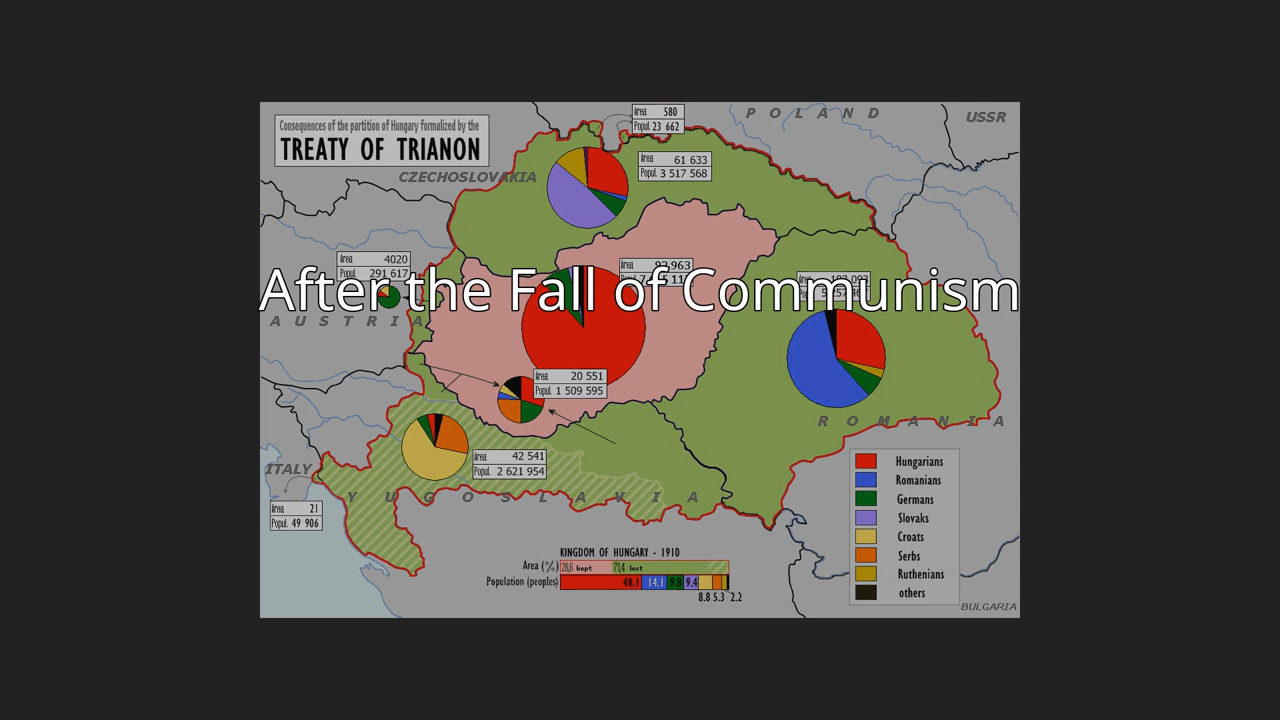 Consequences of the partition of Hungary formalized by the
TREATY OF TRIANON
Area 580
Popul. 23 662
POLAND
USSR
Area 61 633
Popul. 3 517 568
CZECHOSLOVAKIA
Area 4020
Popul. 291 617
After the Fall of Communism
AUSTRIA
Area 20 551
Popul. 1 509 595
ROMANIA
Area 42 541
Popul. 2 621 954
ITALY
YUGOSLAVIA
Area 21
Popul. 49 906
Hungarians
Romanians
Germans
Slovaks
Croats
Serbs
Ruthenians
others
BULGARIA
KINGDOM OF HUNGARY - 1910
Area (%) 28,6 kept 71,4 lost
Population (peoples) 48.1 14.1 9.8 9.4
8.8 5.3 2.2